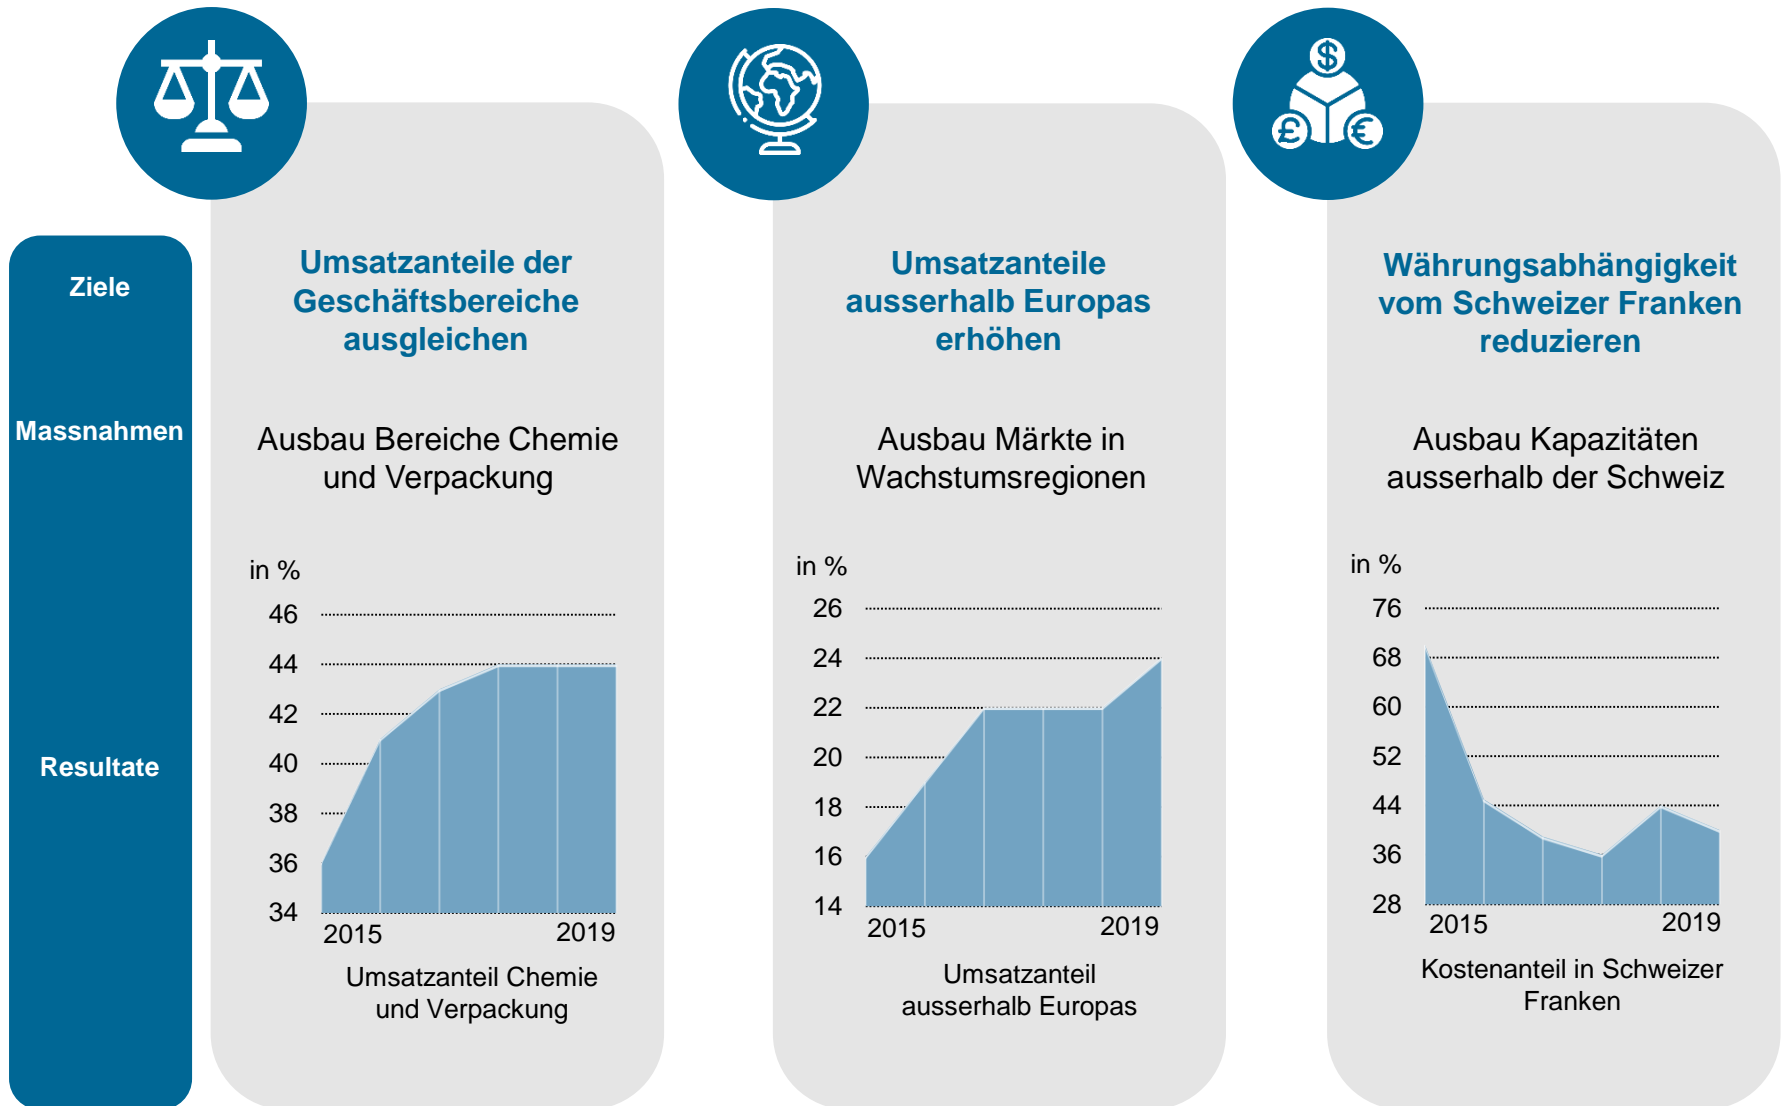 $
£
€
Ziele
Umsatzanteile der
Geschäftsbereiche
ausgleichen
Umsatzanteile
ausserhalb Europas
erhöhen
Währungsabhängigkeit
vom Schweizer Franken
reduzieren
Massnahmen
Ausbau Bereiche Chemie
und Verpackung
Ausbau Märkte in
Wachstumsregionen
Ausbau Kapazitäten
ausserhalb der Schweiz
Resultate
in %
46
44
42
40
38
36
34
2015
2019
Umsatzanteil Chemie
und Verpackung
in %
26
24
22
20
18
16
14
2015
2019
Umsatzanteil
ausserhalb Europas
in %
76
68
60
52
44
36
28
2015
2019
Kostenanteil in Schweizer
Franken